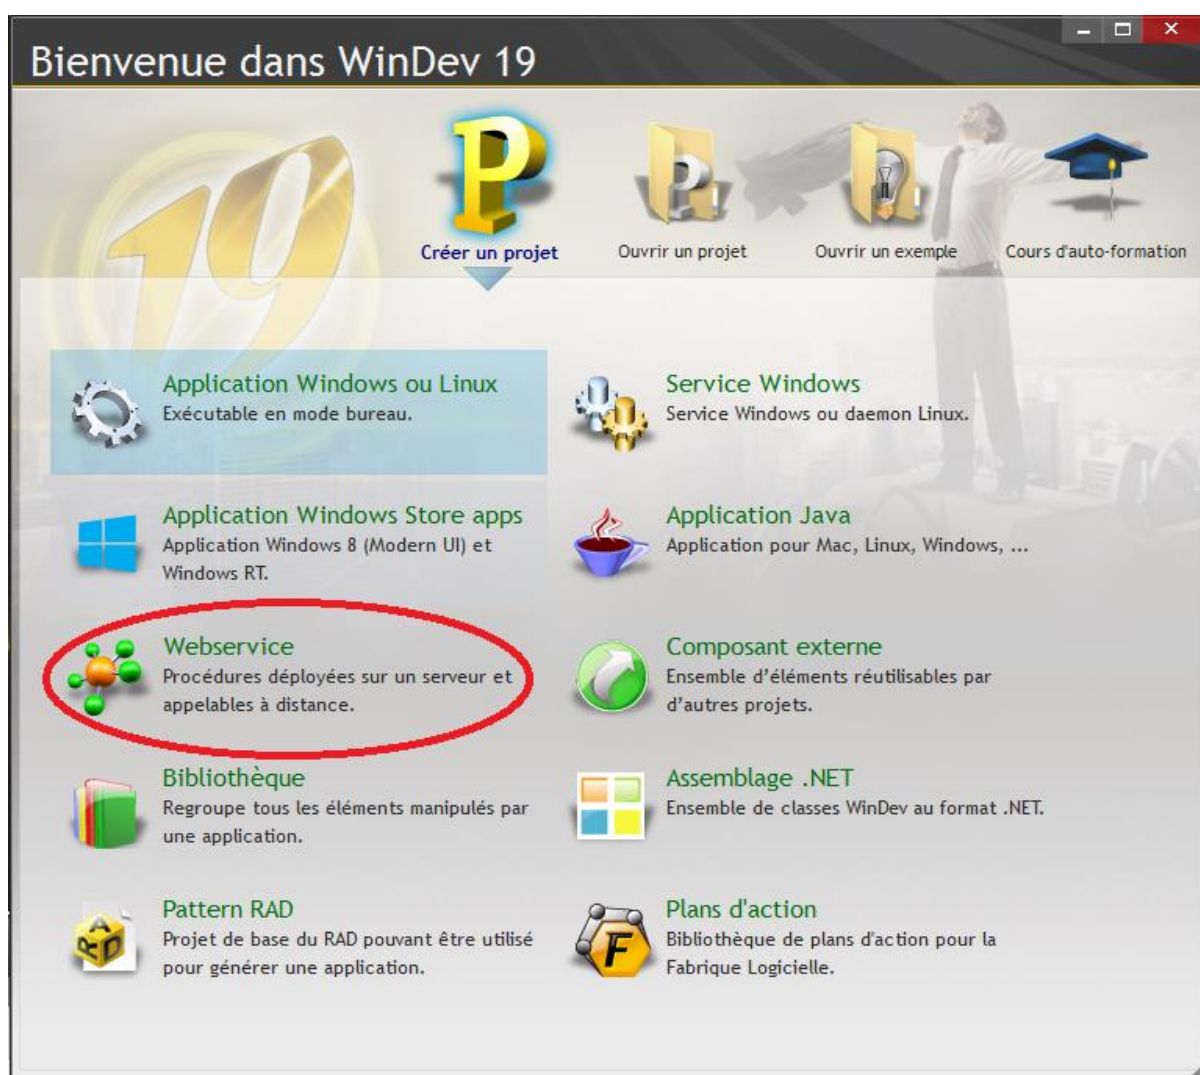 Bienvenue dans WinDev 19
19
P
P
Créer un projet
Ouvrir un projet
Ouvrir un exemple
Cours d'auto-formation
Application Windows ou Linux
Exécutable en mode bureau.
Service Windows
Service Windows ou daemon Linux.
Application Windows Store apps
Application Windows 8 (Modern UI) et
Windows RT.
Application Java
Application pour Mac, Linux, Windows, ...
Webservice
Procédures déployées sur un serveur et
appelables à distance.
Composant externe
Ensemble d’éléments réutilisables par
d'autres projets.
Bibliothèque
Regroupe tous les éléments manipulés par
une application.
Assemblage .NET
Ensemble de classes WinDev au format .NET.
Pattern RAD
Projet de base du RAD pouvant être utilisé
pour générer une application.
RAD
Plans d'action
Bibliothèque de plans d'action pour la
Fabrique Logicielle.
F